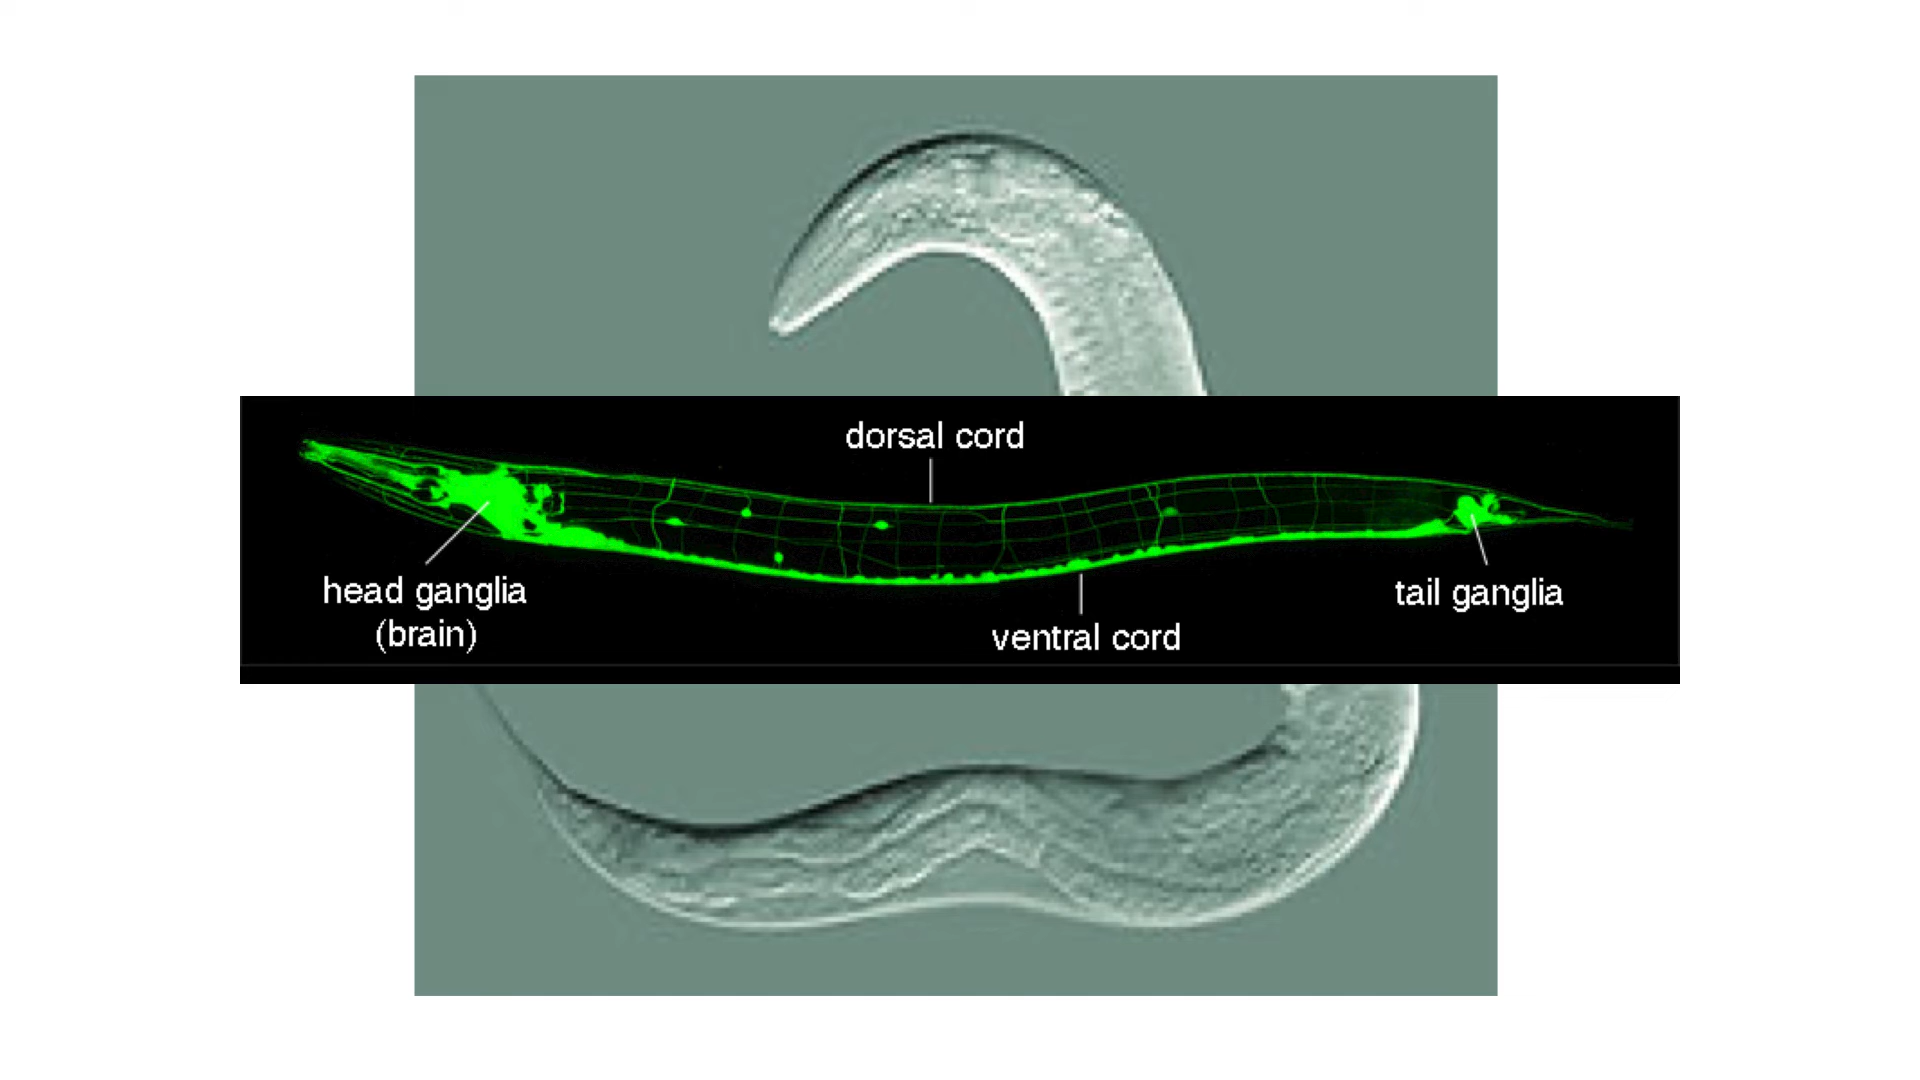 dorsal cord
head ganglia
(brain)
tail ganglia
ventral cord